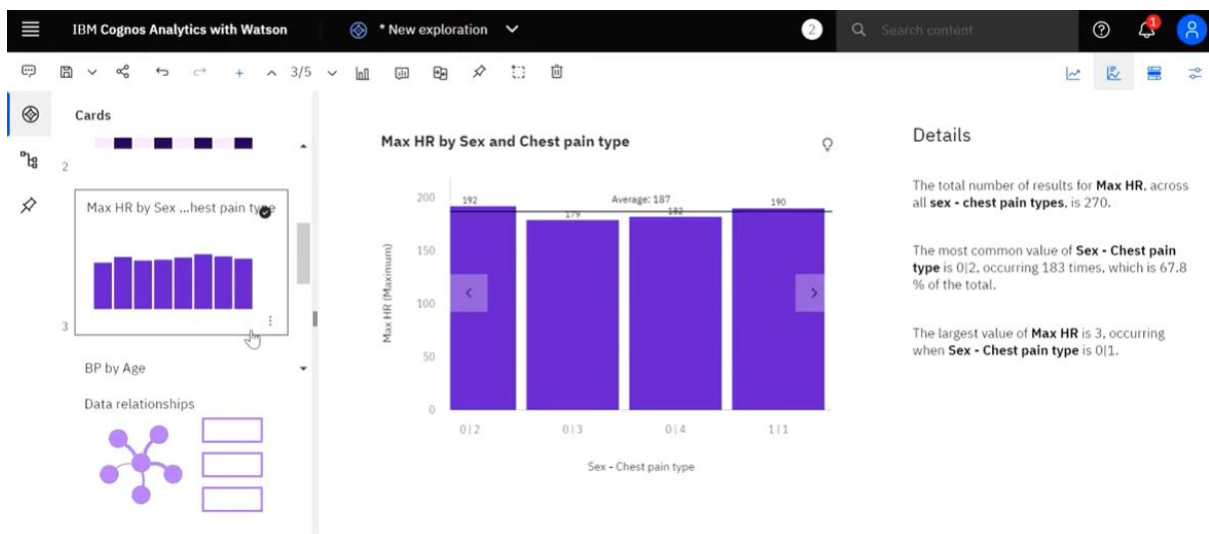 IBM Cognos Analytics with Watson
* New exploration
2
Search content
1
3/5
Cards
2
Max HR by Sex ...hest pain type
3
BP by Age
Data relationships
Max HR by Sex and Chest pain type
Max HR (Maximum)
200
150
100
50
0
192
179
Average: 187
182
190
0|2
0|3
0|4
1|1
Sex - Chest pain type
Details
The total number of results for Max HR, across
all sex - chest pain types, is 270.
The most common value of Sex - Chest pain
type is 0|2, occurring 183 times, which is 67.8
% of the total.
The largest value of Max HR is 3, occurring
when Sex - Chest pain type is 0|1.